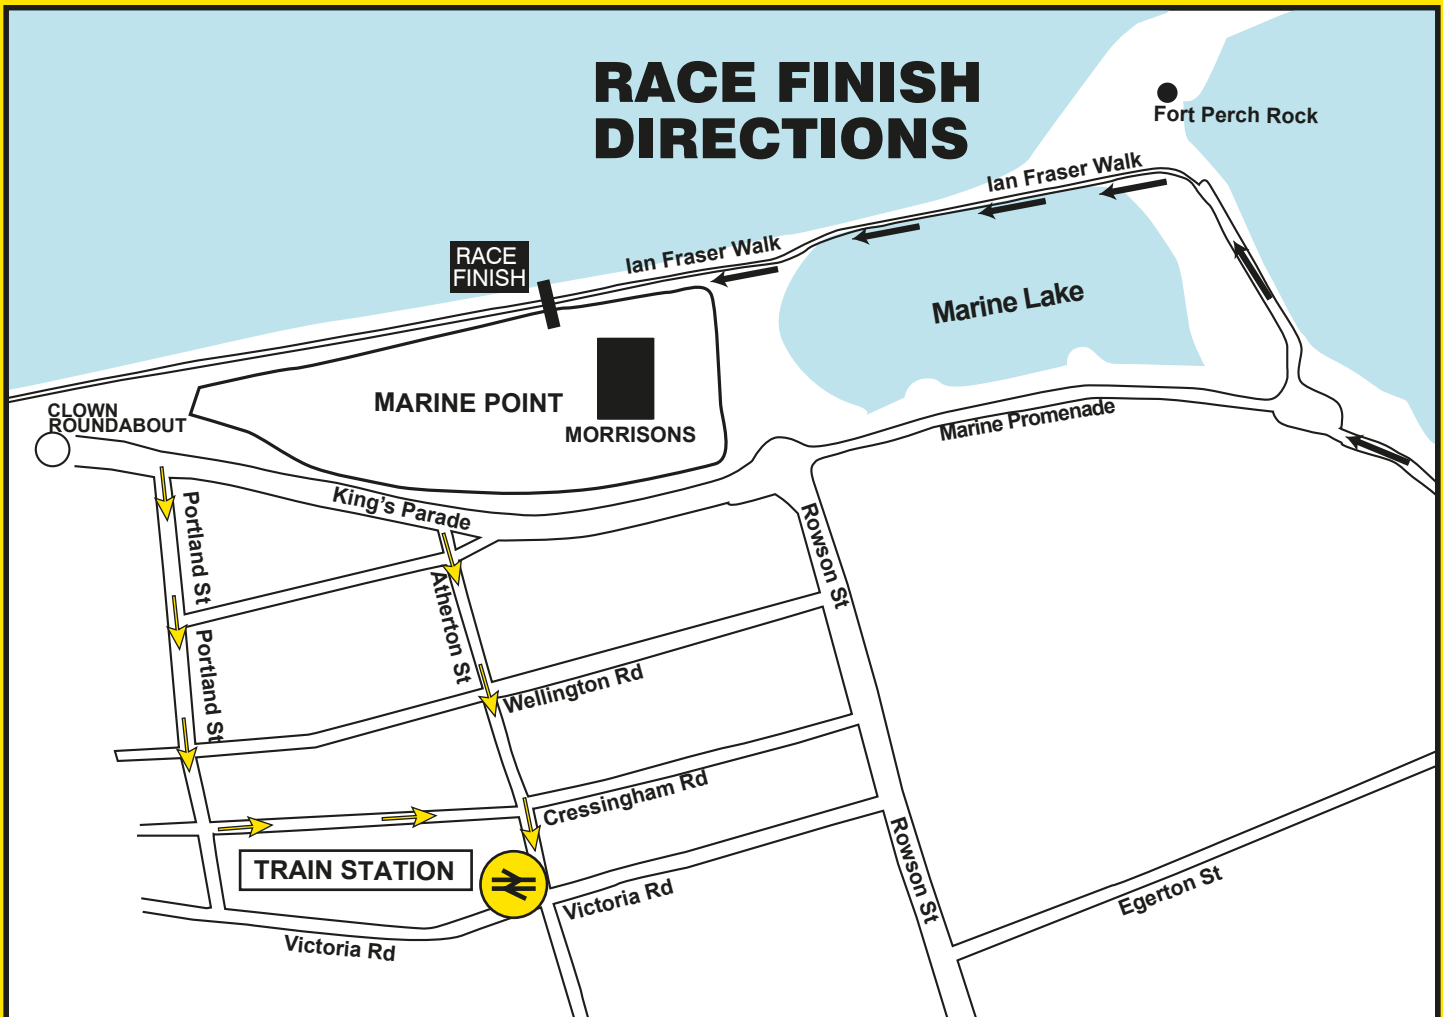 RACE FINISH
DIRECTIONS
Fort Perch Rock
Ian Fraser Walk
Ian Fraser Walk
RACE
FINISH
Marine Lake
MARINE POINT
MORRISONS
CLOWN
ROUNDABOUT
Marine Promenade
King's Parade
Portland St
Rowson St
Atherton St
Portland St
Wellington Rd
Cressingham Rd
TRAIN STATION
Rowson St
Egerton St
Victoria Rd
Victoria Rd